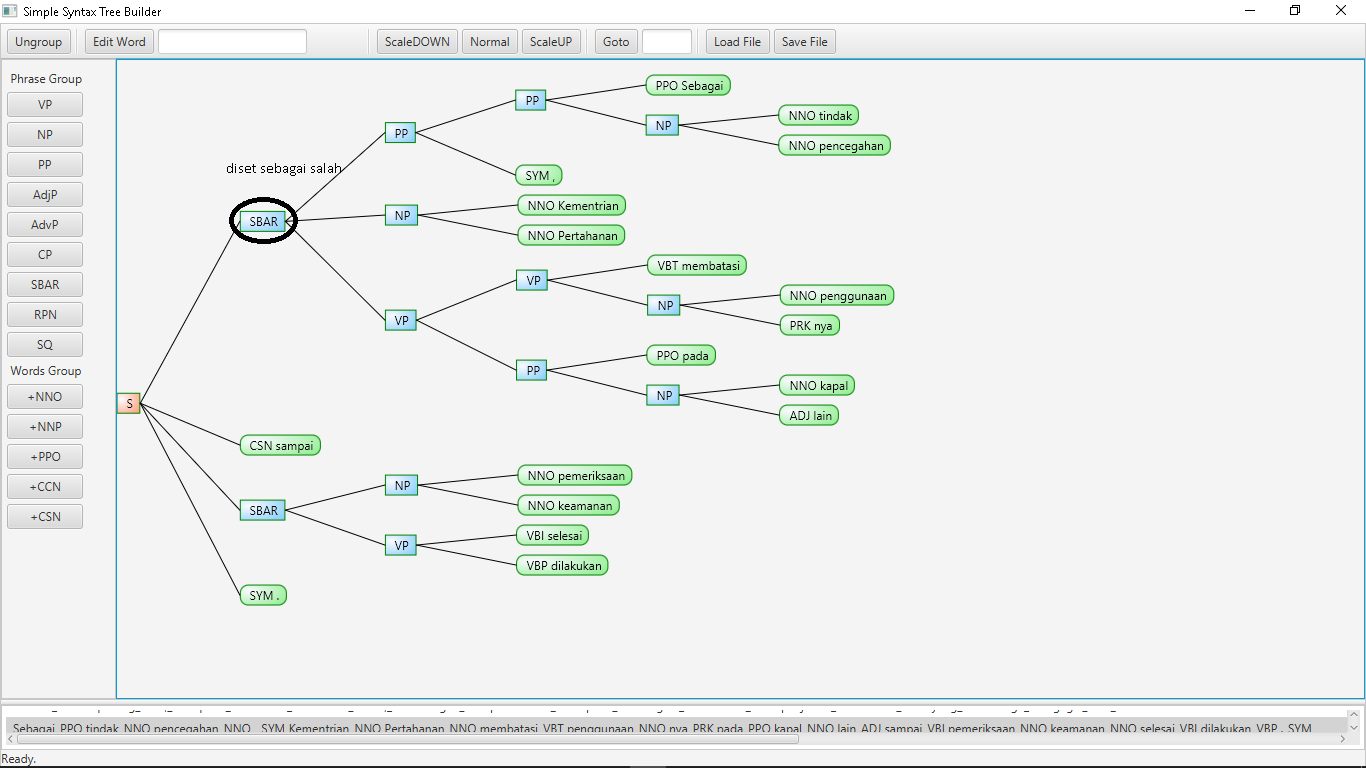 Simple Syntax Tree Builder
Ungroup Edit Word ScaleDOWN Normal ScaleUP Goto Load File Save File
Phrase Group
VP
NP
PP
AdjP
AdvP
CP
SBAR
RPN
SQ
Words Group
+NNO
+NNP
+PPO
+CCN
+CSN
PPO Sebagai
PP
NNO tindak
NP
PP
NNO pencegahan
diset sebagai salah
SYM ,
NNO Kementrian
NP
SBAR
NNO Pertahanan
VBT membatasi
VP
NNO penggunaan
NP
VP
PRK nya
PPO pada
PP
NNO kapal
NP
S
ADJ lain
CSN sampai
NNO pemeriksaan
NP
NNO keamanan
SBAR
VBI selesai
VP
VBP dilakukan
SYM .
Sebagai_PPO tindak_NNO pencegahan_NNO ,_SYM Kementrian_NNO Pertahanan_NNO membatasi_VBT penggunaan_NNO nya_PRK pada_PPO kapal_NNO lain_ADJ sampai_VBI pemeriksaan_NNO keamanan_NNO selesai_VBI dilakukan_VBP ._SYM
Ready.